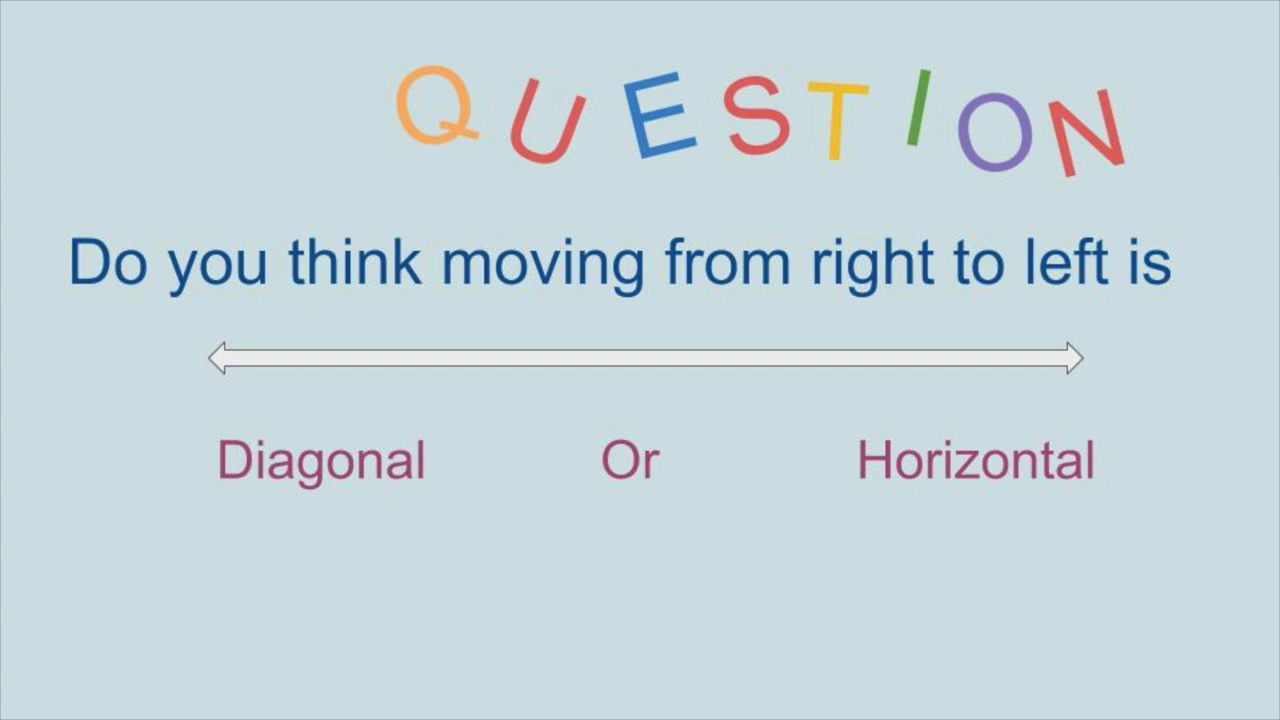 QUESTION
Do you think moving from right to left is
Diagonal Or Horizontal